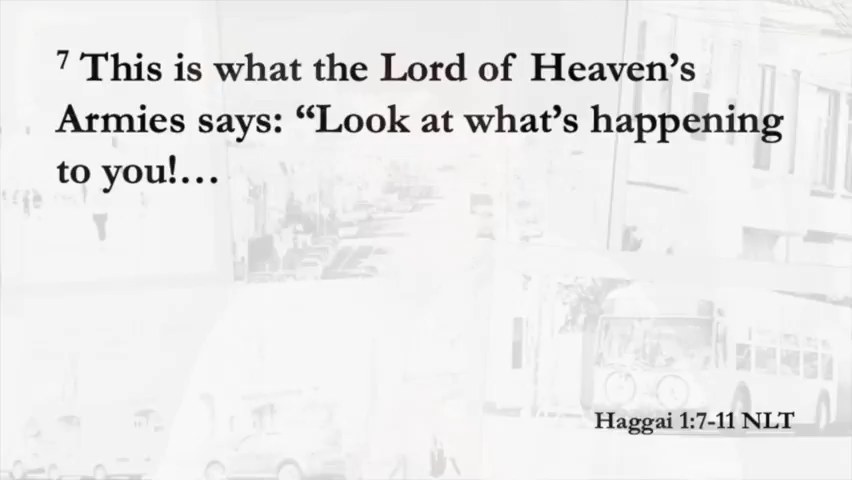 7 This is what the Lord of Heaven’s
Armies says: “Look at what’s happening
to you!…
Haggai 1:7-11 NLT